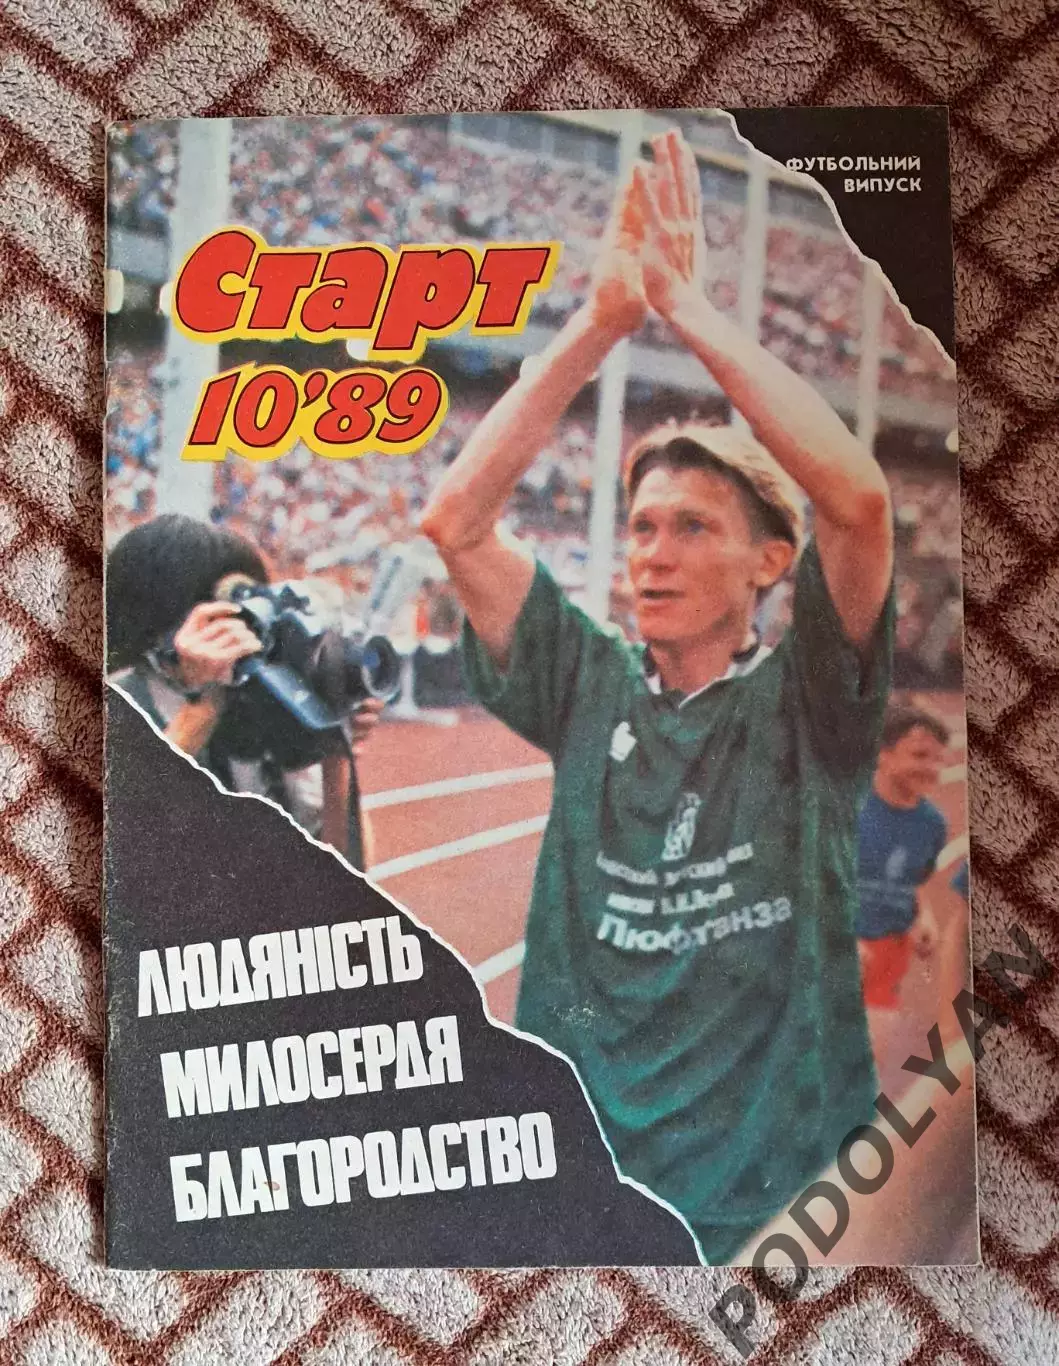 ФУТБОЛЬНИЙ
ВИПУСК
Старт
10'89
Люфтганза
ЛЮДЯНІСТЬ
МИЛОСЕРДЯ
БЛАГОРОДСТВО
PODOLYAN